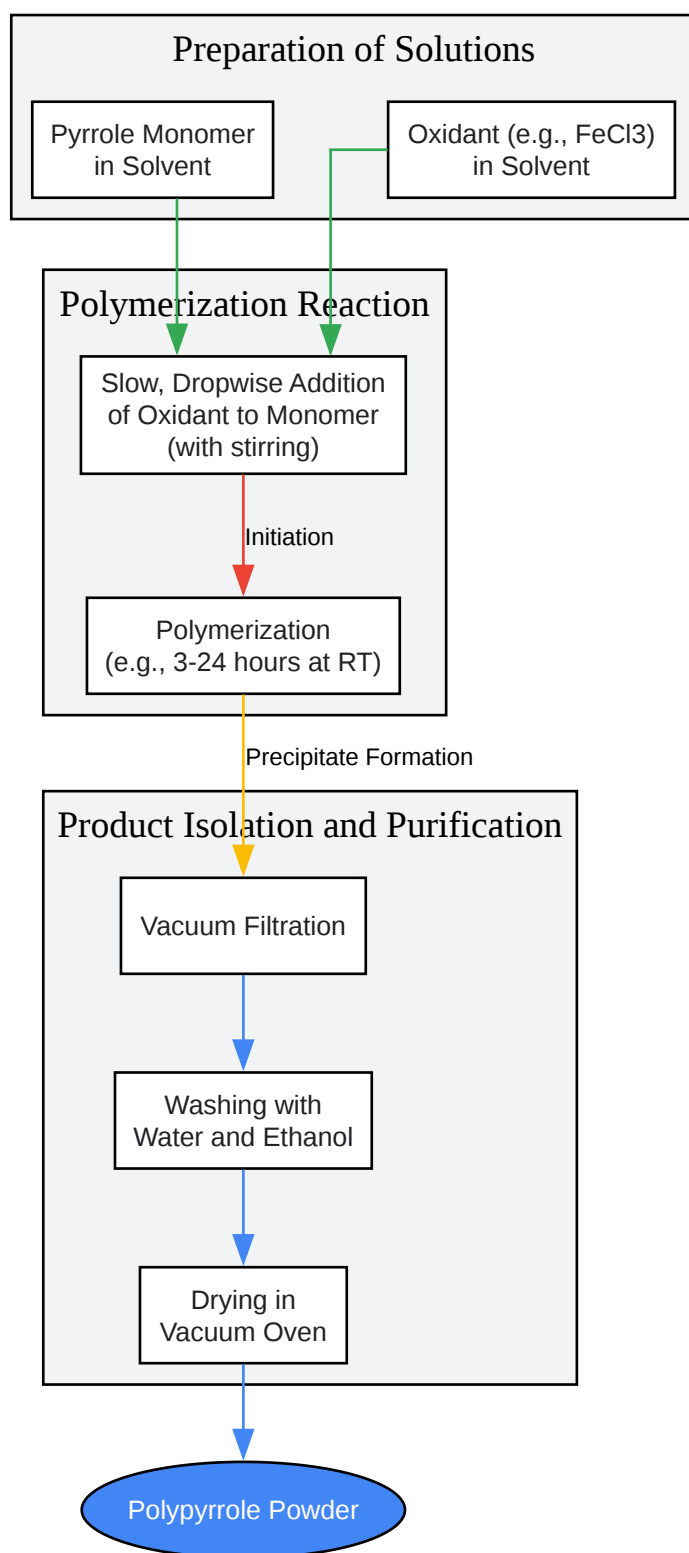 Preparation of Solutions
Pyrrole Monomer
in Solvent
Oxidant (e.g., FeCl3)
in Solvent
Polymerization Reaction
Slow, Dropwise Addition
of Oxidant to Monomer
(with stirring)
Initiation
Polymerization
(e.g., 3-24 hours at RT)
Precipitate Formation
Product Isolation and Purification
Vacuum Filtration
Washing with
Water and Ethanol
Drying in
Vacuum Oven
Polypyrrole Powder